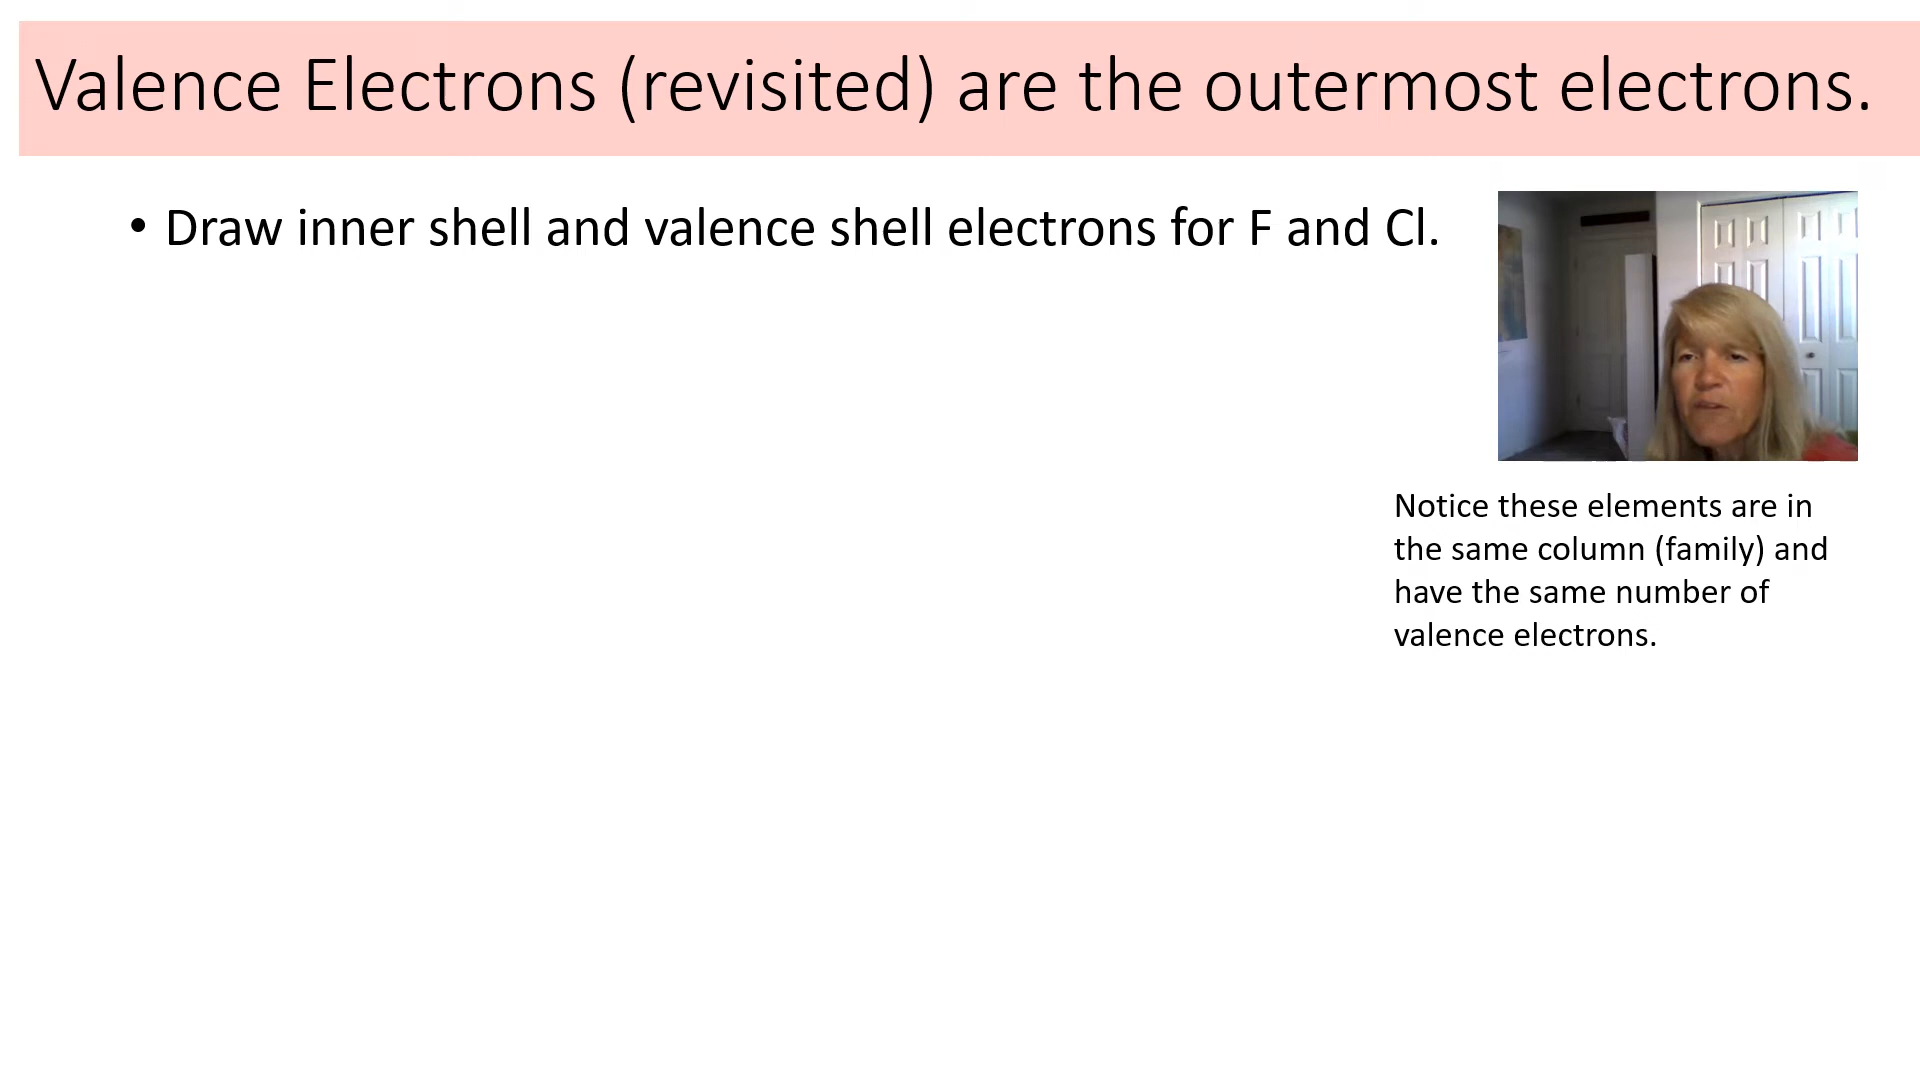 Valence Electrons (revisited) are the outermost electrons.
• Draw inner shell and valence shell electrons for F and Cl.
Notice these elements are in
the same column (family) and
have the same number of
valence electrons.